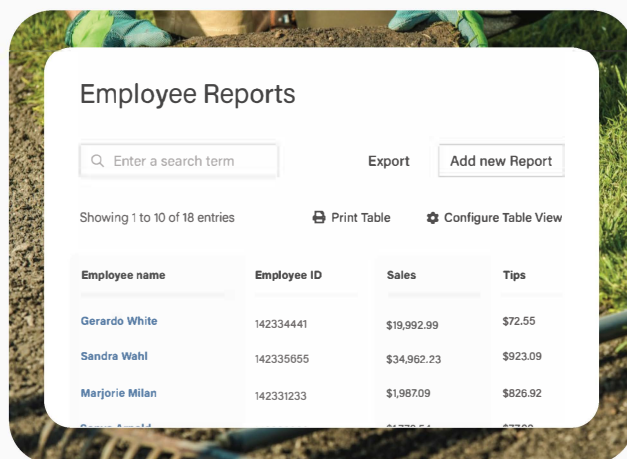 Employee Reports
Enter a search term
Export
Add new Report
Showing 1 to 10 of 18 entries
Print Table
Configure Table View
Employee name Employee ID Sales Tips
Gerardo White 142334441 $19,992.99 $72.55
Sandra Wahl 142335655 $34,962.23 $923.09
Marjorie Milan 142331233 $1,987.09 $826.92